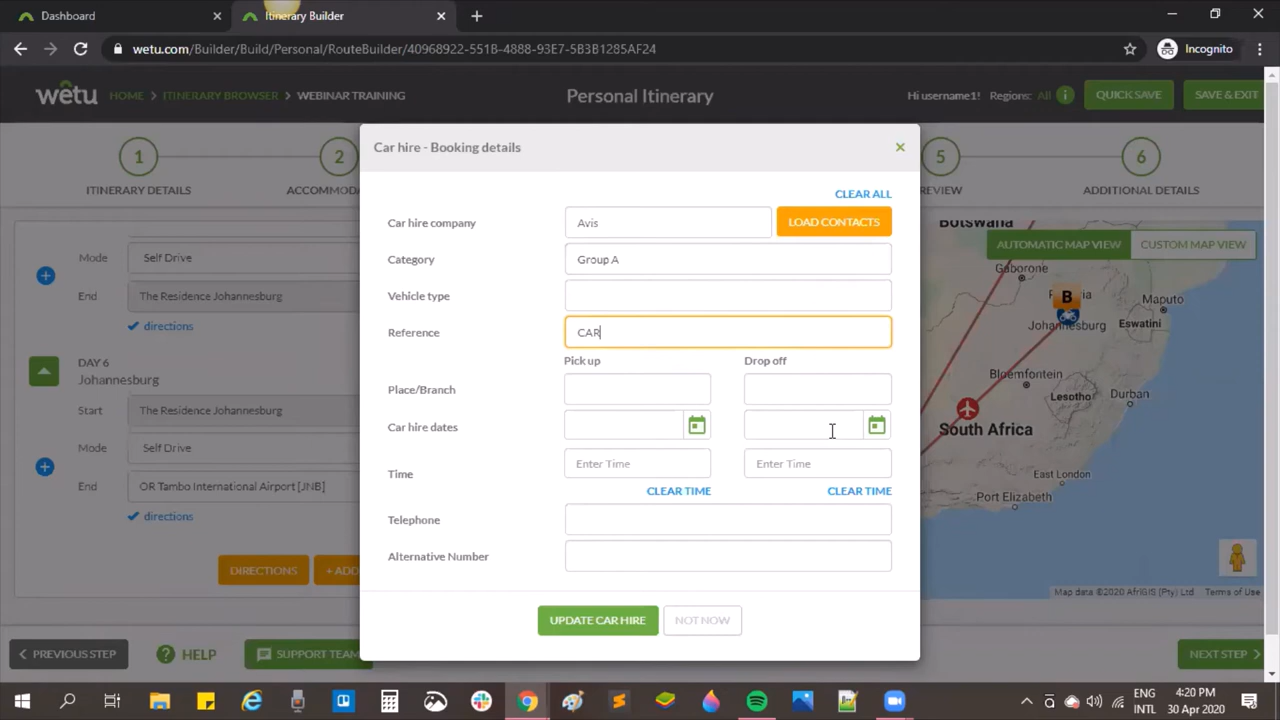 Dashboard
Itinerary Builder
wetu.com/Builder/Build/Personal/RouteBuilder/40968922-551B-4888-93E7-5B3B1285AF24
Incognito
wetu
HOME > ITINERARY BROWSER > WEBINAR TRAINING
Personal Itinerary
Hi username1! Regions: All i
QUICK SAVE
SAVE & EXIT
1
2
5
6
ITINERARY DETAILS
ACCOMMODA
REVIEW
ADDITIONAL DETAILS
Car hire - Booking details
CLEAR ALL
Car hire company
Avis
LOAD CONTACTS
Category
Group A
Vehicle type
Reference
CAR
Pick up
Drop off
Place/Branch
Car hire dates
Time
Enter Time
Enter Time
CLEAR TIME
CLEAR TIME
Telephone
Alternative Number
UPDATE CAR HIRE
NOT NOW
Mode
Self Drive
End
The Residence Johannesburg
directions
DAY 6
Johannesburg
Start
The Residence Johannesburg
Mode
Self Drive
End
OR Tambo International Airport [JNB]
directions
DIRECTIONS
+ ADD
Botswana
AUTOMATIC MAP VIEW
CUSTOM MAP VIEW
Gaborone
B
Maputo
Johannesburg
Eswatini
Bloemfontein
Lesotho
Durban
South Africa
East London
Port Elizabeth
Map data ©2020 AfriGIS (Pty) Ltd
Terms of Use
PREVIOUS STEP
HELP
SUPPORT TEAM
NEXT STEP
ENG
INTL
4:20 PM
30 Apr 2020